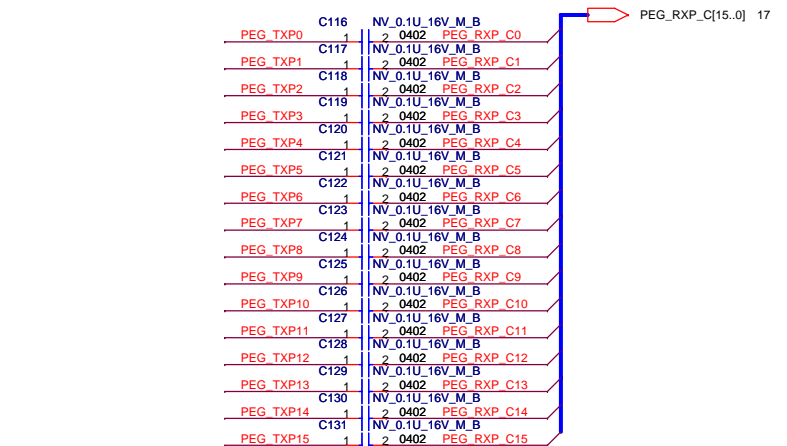 PEG_RXP_C[15..0] 17
C116 NV_0.1U_16V_M_B
PEG_TXP0 1 2 0402 PEG_RXP_C0
C117 NV_0.1U_16V_M_B
PEG_TXP1 1 2 0402 PEG_RXP_C1
C118 NV_0.1U_16V_M_B
PEG_TXP2 1 2 0402 PEG_RXP_C2
C119 NV_0.1U_16V_M_B
PEG_TXP3 1 2 0402 PEG_RXP_C3
C120 NV_0.1U_16V_M_B
PEG_TXP4 1 2 0402 PEG_RXP_C4
C121 NV_0.1U_16V_M_B
PEG_TXP5 1 2 0402 PEG_RXP_C5
C122 NV_0.1U_16V_M_B
PEG_TXP6 1 2 0402 PEG_RXP_C6
C123 NV_0.1U_16V_M_B
PEG_TXP7 1 2 0402 PEG_RXP_C7
C124 NV_0.1U_16V_M_B
PEG_TXP8 1 2 0402 PEG_RXP_C8
C125 NV_0.1U_16V_M_B
PEG_TXP9 1 2 0402 PEG_RXP_C9
C126 NV_0.1U_16V_M_B
PEG_TXP10 1 2 0402 PEG_RXP_C10
C127 NV_0.1U_16V_M_B
PEG_TXP11 1 2 0402 PEG_RXP_C11
C128 NV_0.1U_16V_M_B
PEG_TXP12 1 2 0402 PEG_RXP_C12
C129 NV_0.1U_16V_M_B
PEG_TXP13 1 2 0402 PEG_RXP_C13
C130 NV_0.1U_16V_M_B
PEG_TXP14 1 2 0402 PEG_RXP_C14
C131 NV_0.1U_16V_M_B
PEG_TXP15 1 2 0402 PEG_RXP_C15